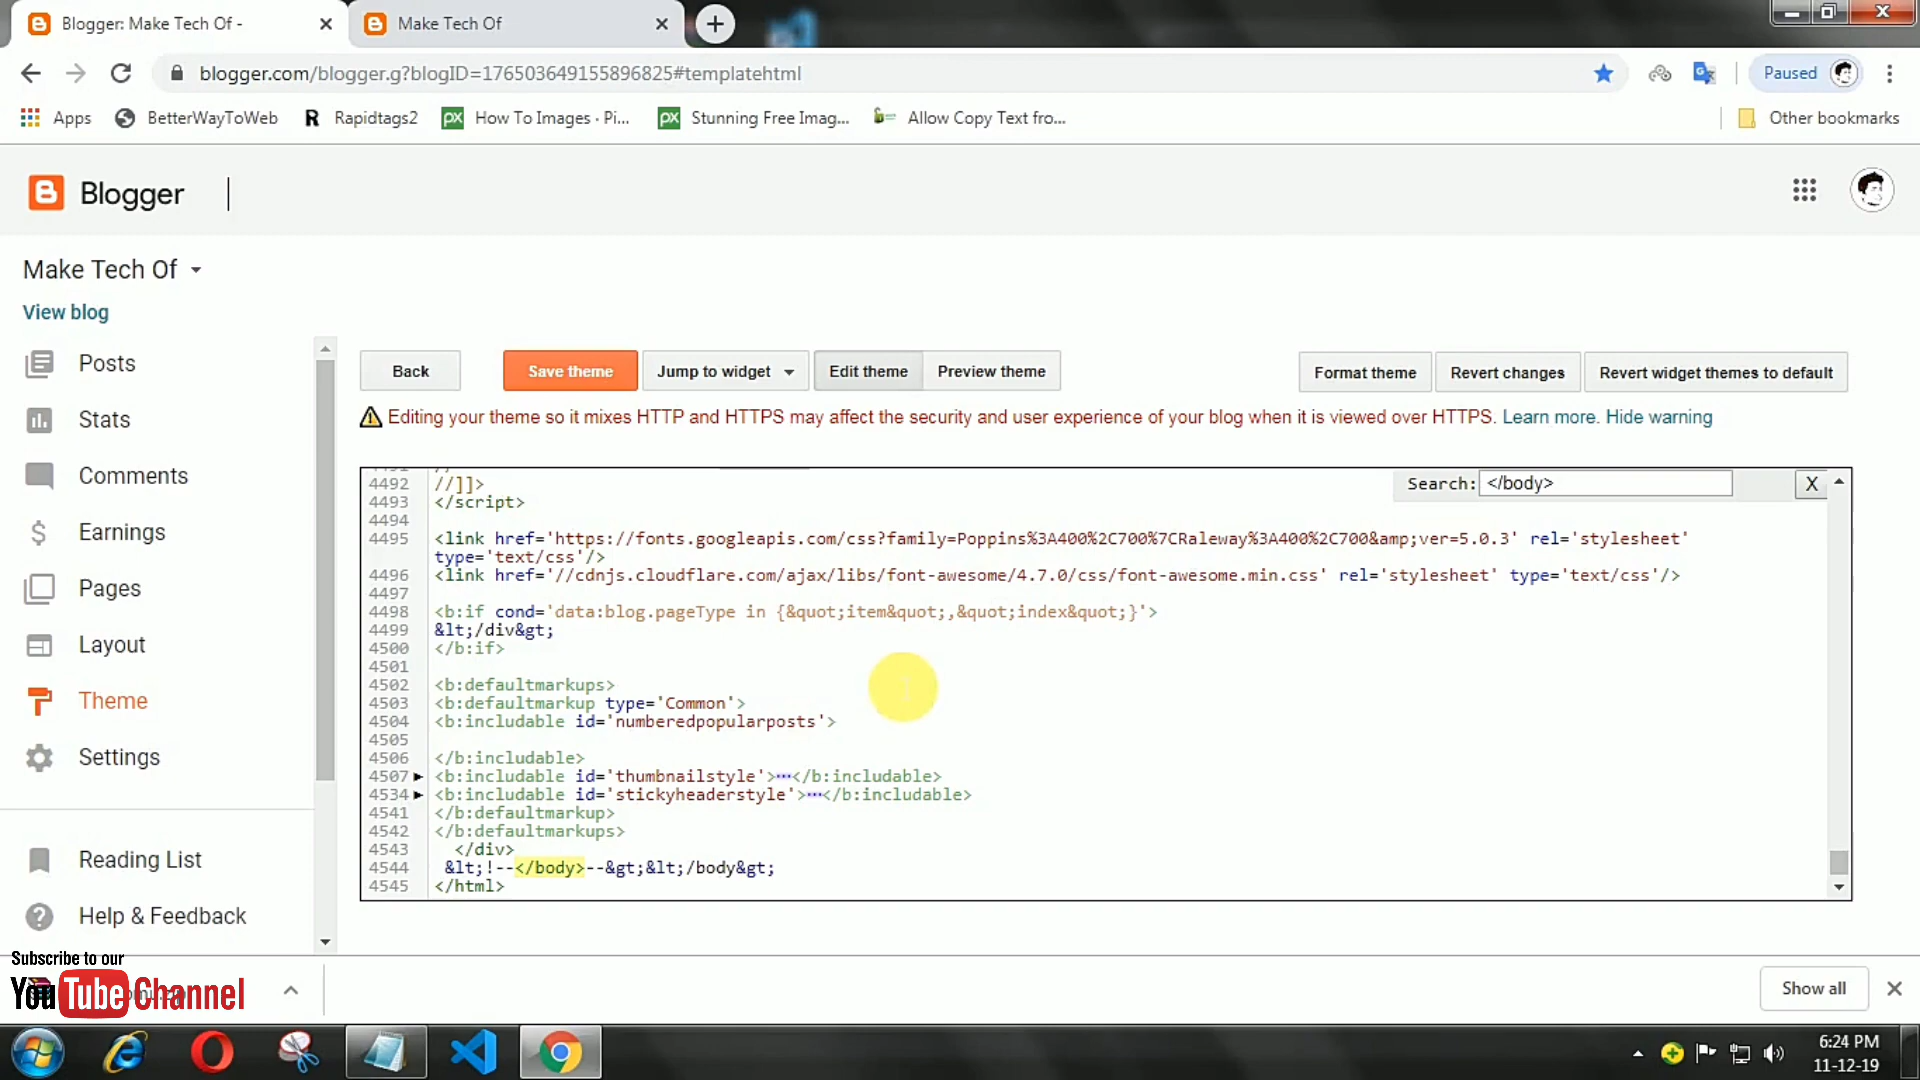 Blogger: Make Tech Of -
Make Tech Of
blogger.com/blogger.g?blogID=176503649155896825#templatehtml
Paused
Apps
BetterWayToWeb
R Rapidtags2
px How To Images · Pi...
px Stunning Free Imag...
Allow Copy Text fro...
Other bookmarks
Blogger
Make Tech Of
View blog
Posts
Stats
Comments
Earnings
Pages
Layout
Theme
Settings
Reading List
Help & Feedback
Back
Save theme
Jump to widget
Edit theme
Preview theme
Format theme
Revert changes
Revert widget themes to default
Editing your theme so it mixes HTTP and HTTPS may affect the security and user experience of your blog when it is viewed over HTTPS. Learn more. Hide warning
Search: </body>
X
4492 //]]>
4493 </script>
4494
4495 <link href='https://fonts.googleapis.com/css?family=Poppins%3A400%2C700%7CRaleway%3A400%2C700&amp;ver=5.0.3' rel='stylesheet'
type='text/css'/>
4496 <link href='//cdnjs.cloudflare.com/ajax/libs/font-awesome/4.7.0/css/font-awesome.min.css' rel='stylesheet' type='text/css'/>
4497
4498 <b:if cond='data:blog.pageType in {&quot;item&quot;,&quot;index&quot;}'>
4499 &lt;/div&gt;
4500 </b:if>
4501
4502 <b:defaultmarkups>
4503 <b:defaultmarkup type='Common'>
4504 <b:includable id='numberedpopularposts'>
4505
4506 </b:includable>
4507 <b:includable id='thumbnailstyle'>…</b:includable>
4534 <b:includable id='stickyheaderstyle'>…</b:includable>
4541 </b:defaultmarkup>
4542 </b:defaultmarkups>
4543 </div>
4544 &lt;!--</body>--&gt;&lt;/body&gt;
4545 </html>
Subscribe to our
YouTube Channel
Show all
6:24 PM
11-12-19